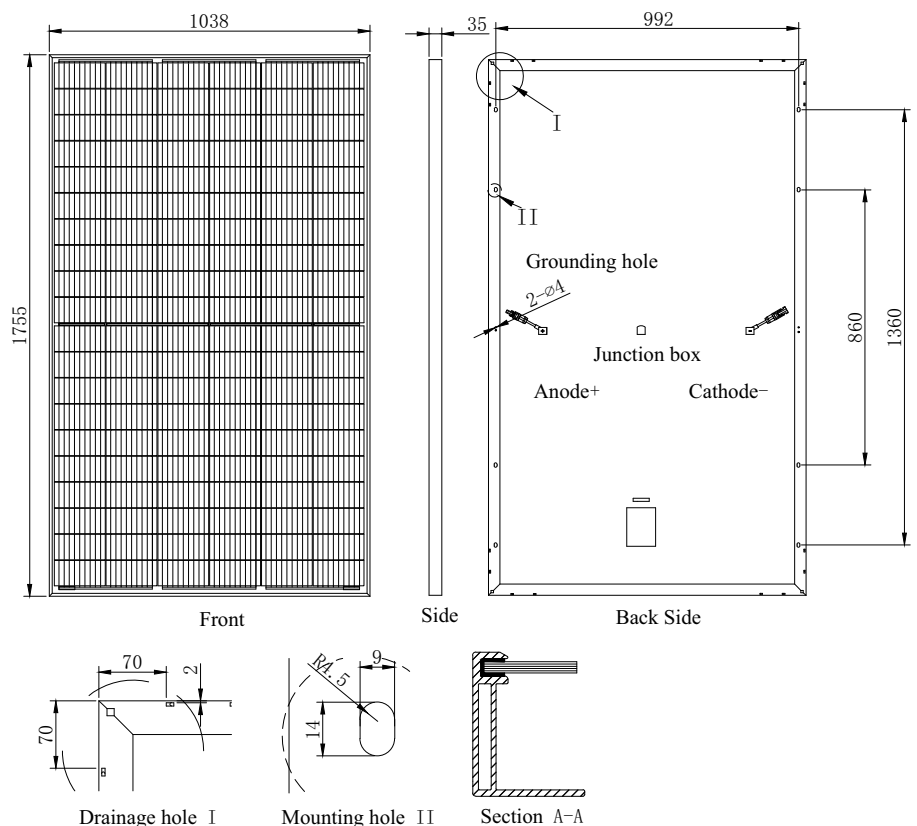 1038
35
992
1755
I
II
Grounding hole
2-⌀4
Junction box
Anode+
Cathode-
860
1360
Front
Side
Back Side
70
2
70
Drainage hole I
R4.5
9
14
Mounting hole II
Section A-A